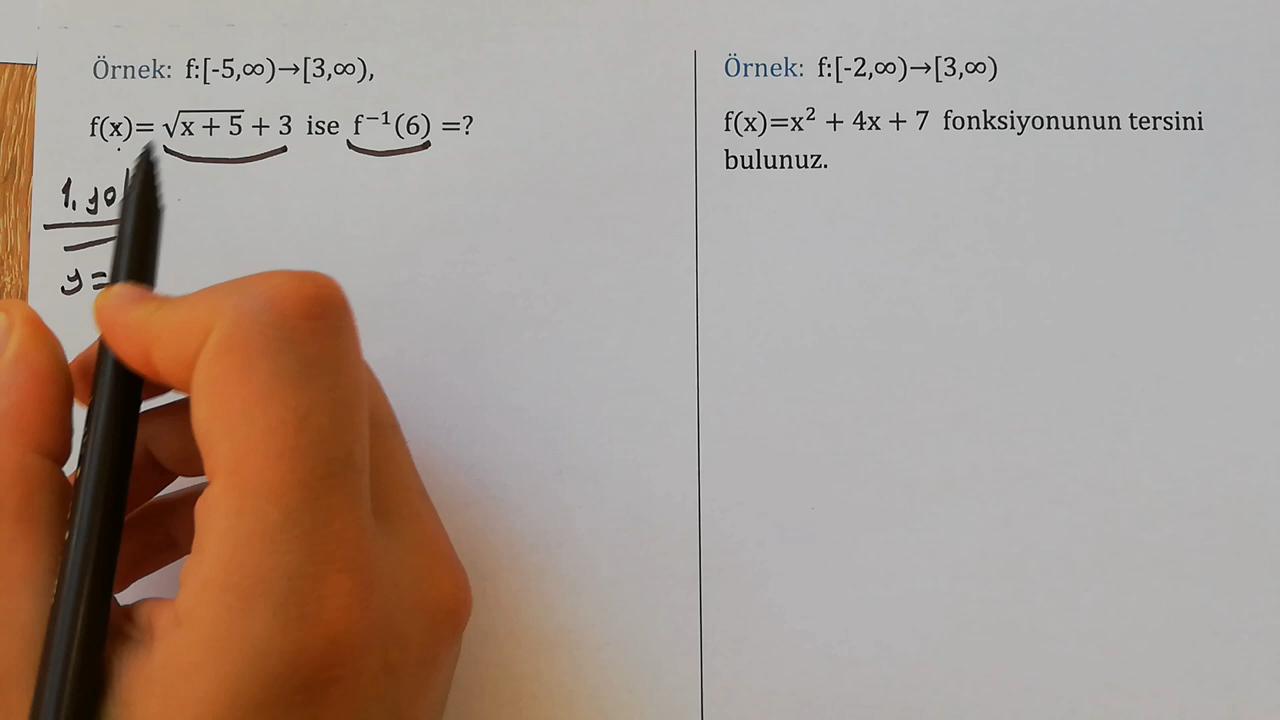 Örnek: f:[-5,∞)→[3,∞),
f(x)= √x + 5 + 3 ise f⁻¹(6) =?
1. yol
y=
Örnek: f:[-2,∞)→[3,∞)
f(x)=x² + 4x + 7 fonksiyonunun tersini
bulunuz.